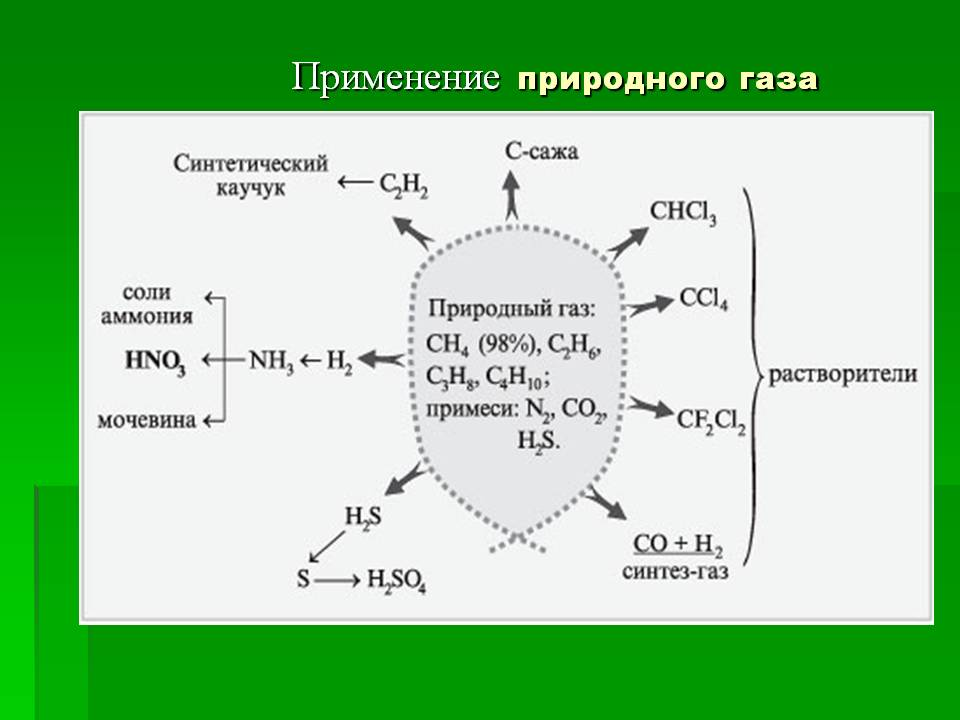 Применение природного газа
С-сажа
Синтетический
каучук
← C₂H₂
CHCl₃
CCl₄
соли
аммония
Природный газ:
CH₄ (98%), C₂H₆,
C₃H₈, C₄H₁₀;
примеси: N₂, CO₂,
H₂S.
HNO₃ ← NH₃ ← H₂
мочевина
растворители
CF₂Cl₂
H₂S
S → H₂SO₄
CO + H₂
синтез-газ